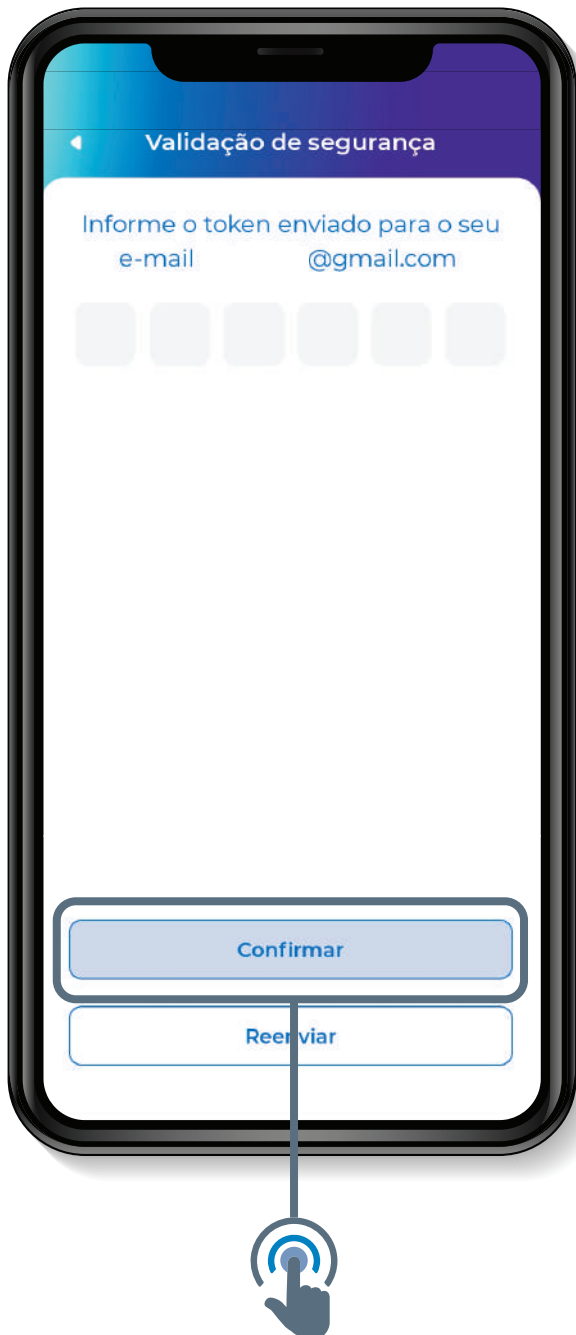 Validação de segurança
Informe o token enviado para o seu
e-mail @gmail.com
Confirmar
Reenviar